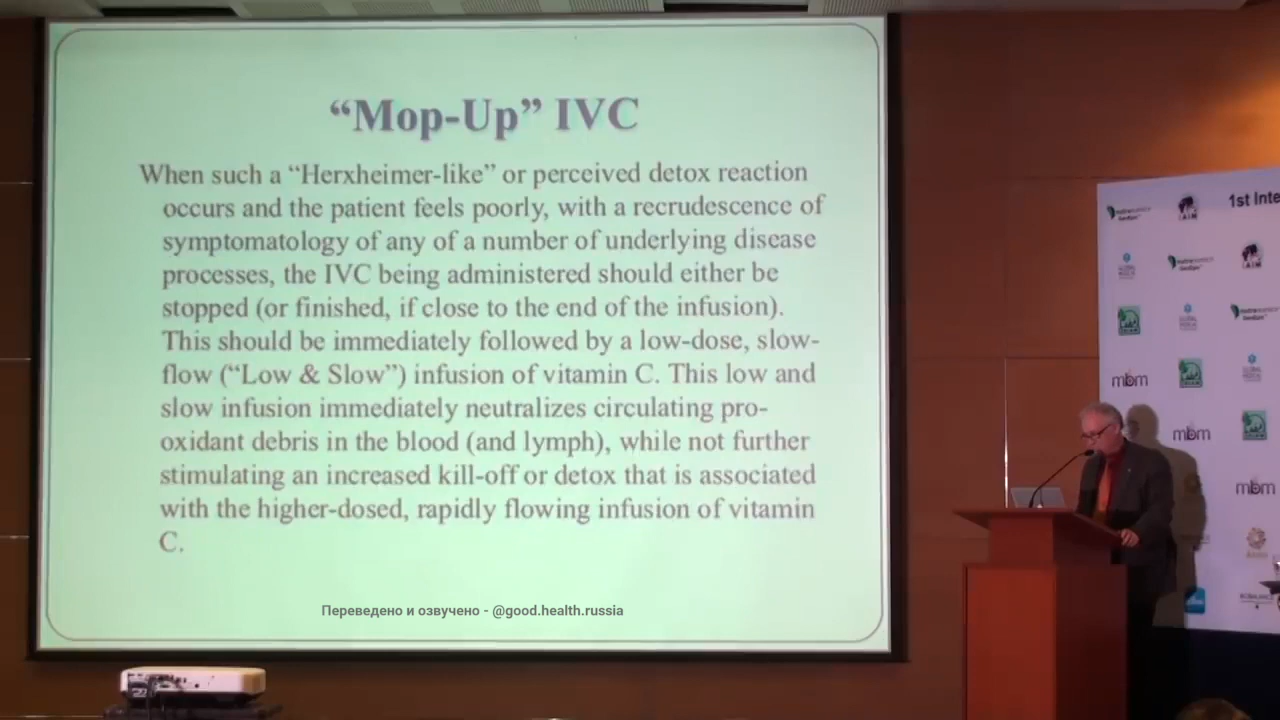 “Mop-Up” IVC
When such a “Herxheimer-like” or perceived detox reaction
occurs and the patient feels poorly, with a recrudescence of
symptomatology of any of a number of underlying disease
processes, the IVC being administered should either be
stopped (or finished, if close to the end of the infusion).
This should be immediately followed by a low-dose, slow-
flow (“Low & Slow”) infusion of vitamin C. This low and
slow infusion immediately neutralizes circulating pro-
oxidant debris in the blood (and lymph), while not further
stimulating an increased kill-off or detox that is associated
with the higher-dosed, rapidly flowing infusion of vitamin
C.
Переведено и озвучено - @good.health.russia
1st Inte
mbm
mbm
mbm